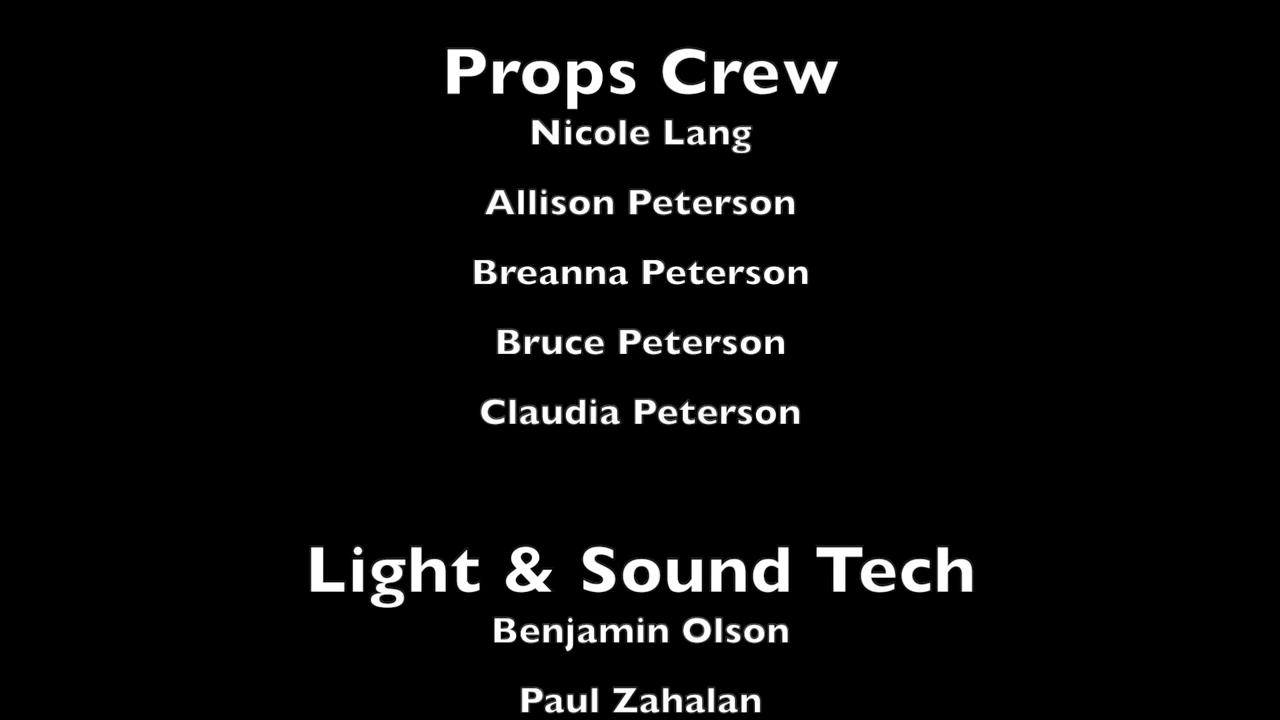 Props Crew
Nicole Lang
Allison Peterson
Breanna Peterson
Bruce Peterson
Claudia Peterson
Light & Sound Tech
Benjamin Olson
Paul Zahalan